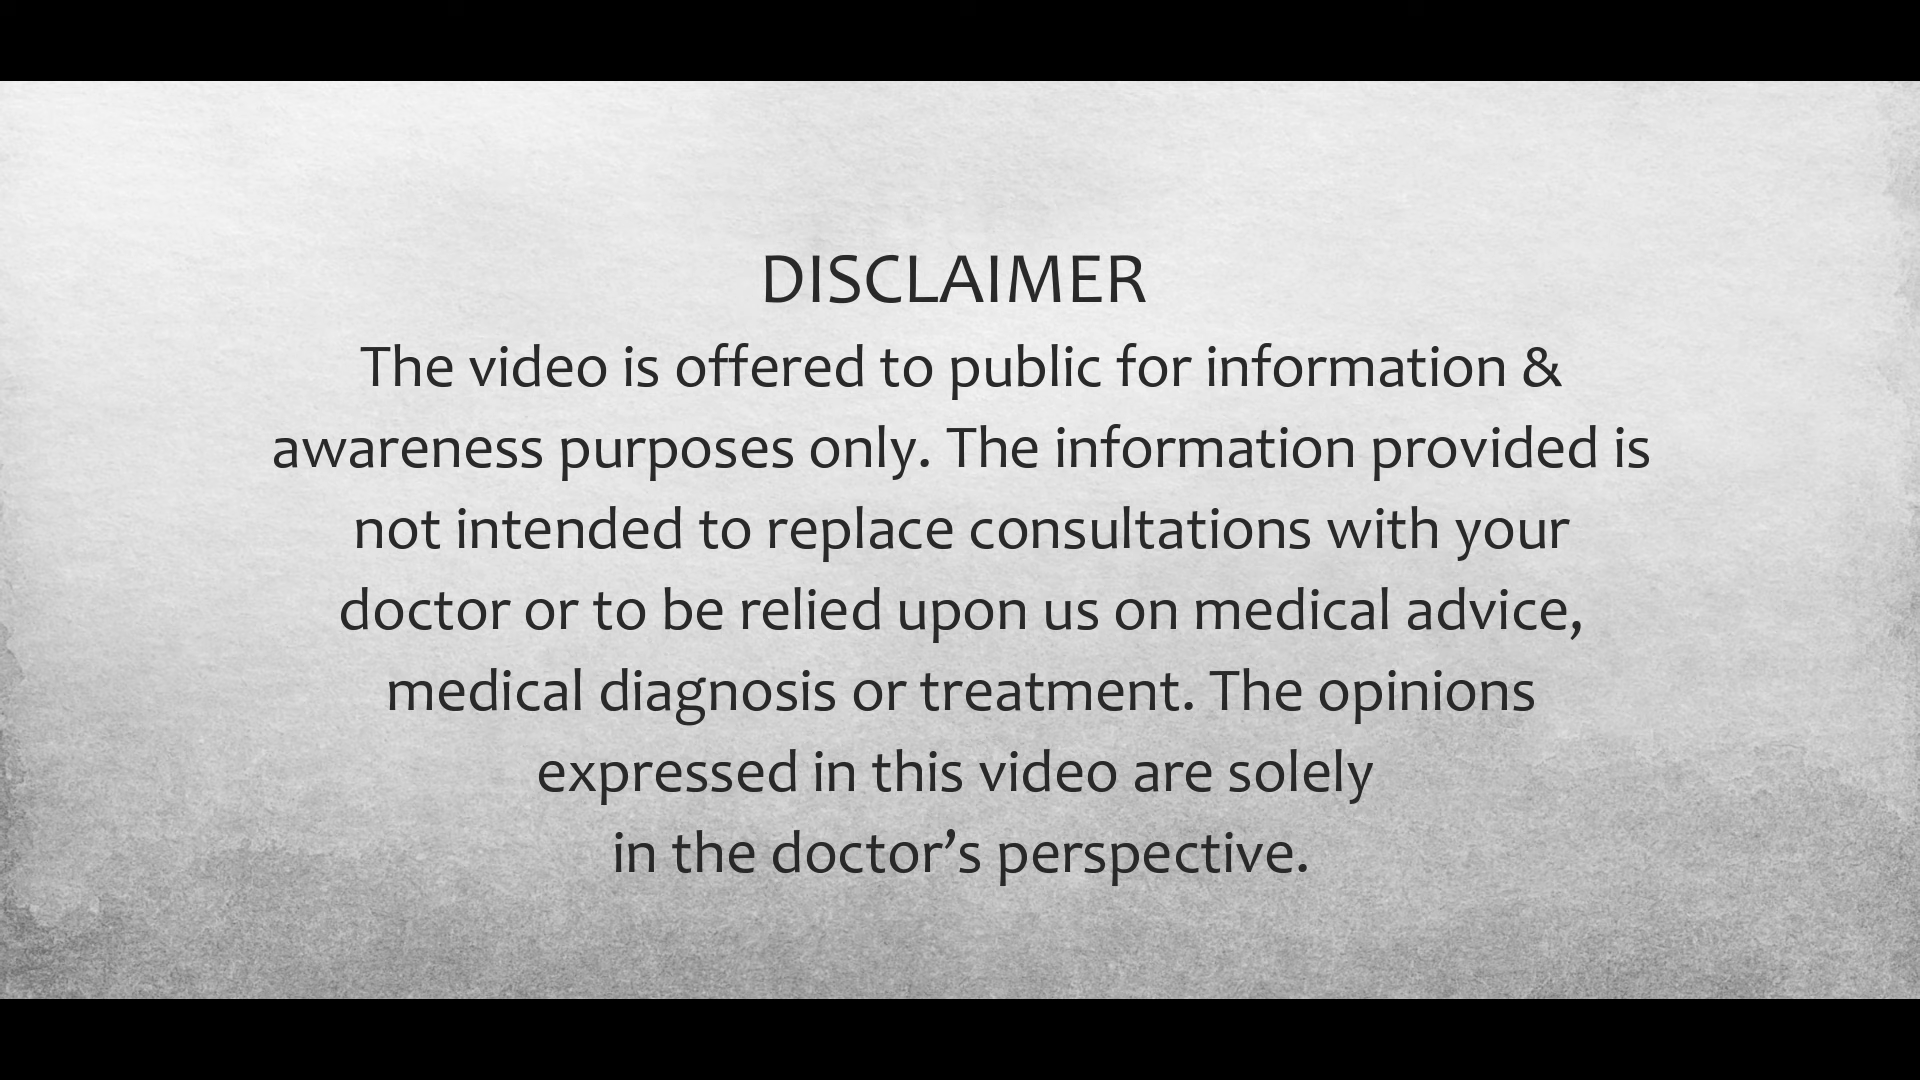 DISCLAIMER
The video is offered to public for information &
awareness purposes only. The information provided is
not intended to replace consultations with your
doctor or to be relied upon us on medical advice,
medical diagnosis or treatment. The opinions
expressed in this video are solely
in the doctor’s perspective.